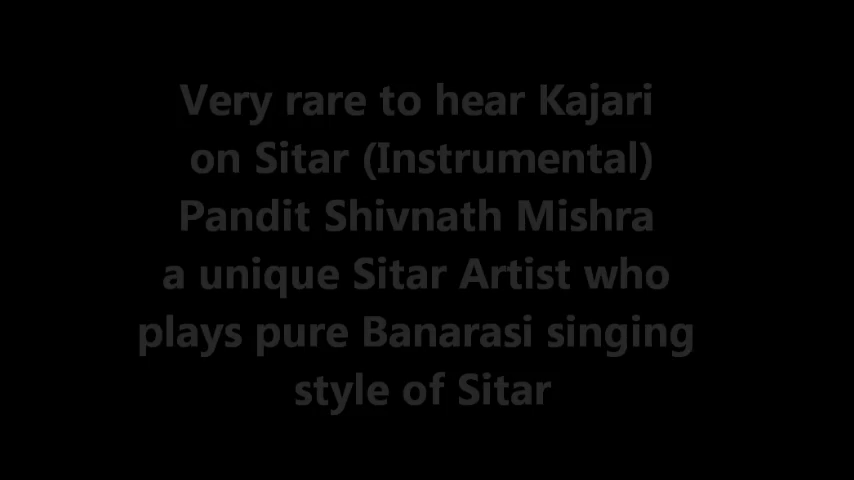 Very rare to hear Kajari
on Sitar (Instrumental)
Pandit Shivnath Mishra
a unique Sitar Artist who
plays pure Banarasi singing
style of Sitar